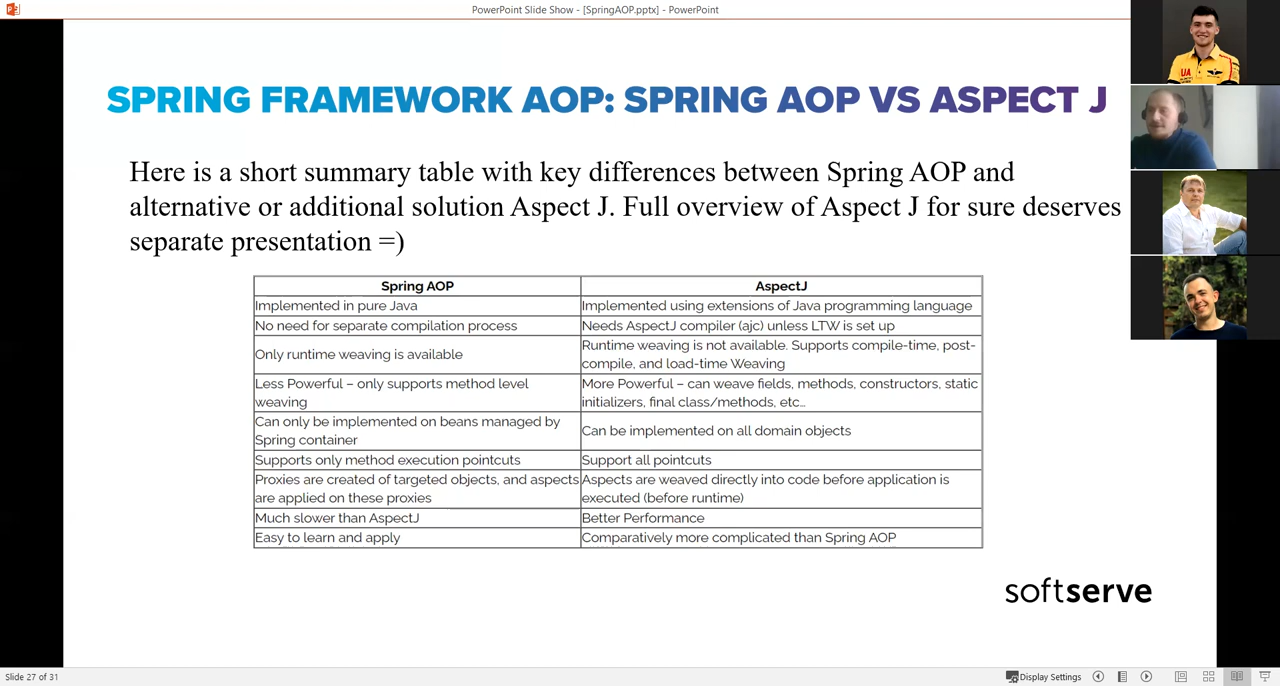 PowerPoint Slide Show - [SpringAOP.pptx] - PowerPoint
SPRING FRAMEWORK AOP: SPRING AOP VS ASPECT J
Here is a short summary table with key differences between Spring AOP and
alternative or additional solution Aspect J. Full overview of Aspect J for sure deserves
separate presentation =)
Spring AOP AspectJ
Implemented in pure Java Implemented using extensions of Java programming language
No need for separate compilation process Needs AspectJ compiler (ajc) unless LTW is set up
Only runtime weaving is available Runtime weaving is not available. Supports compile-time, post-
compile, and load-time Weaving
Less Powerful – only supports method level
weaving
More Powerful – can weave fields, methods, constructors, static
initializers, final class/methods, etc…
Can only be implemented on beans managed by
Spring container
Can be implemented on all domain objects
Supports only method execution pointcuts Support all pointcuts
Proxies are created of targeted objects, and aspects
are applied on these proxies
Aspects are weaved directly into code before application is
executed (before runtime)
Much slower than AspectJ Better Performance
Easy to learn and apply Comparatively more complicated than Spring AOP
softserve
UA
Slide 27 of 31 Display Settings